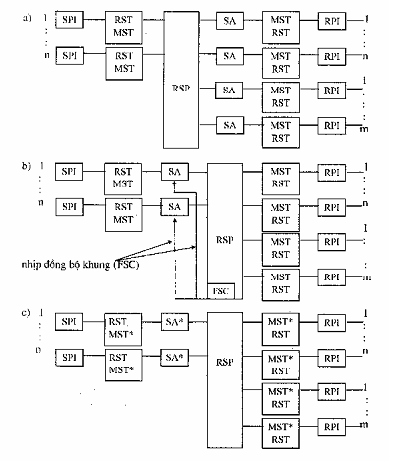 a) 1 SPI RST SA MST RPI 1
MST RST
n SPI RST SA MST RPI n
MST RST
RSP
SA MST RPI 1
RST
SA MST RPI m
RST
b) 1 SPI RST SA MST RPI 1
MST RST
n SPI RST SA MST RPI n
MST RST
RSP
MST RPI 1
RST
nhịp đồng bộ khung (FSC)
MST RPI m
FSC RST
c) 1 SPI RST SA* MST* RPI 1
MST* RST
n SPI RST SA* MST* RPI n
MST* RST
RSP
MST* RPI 1
RST
MST* RPI m
RST